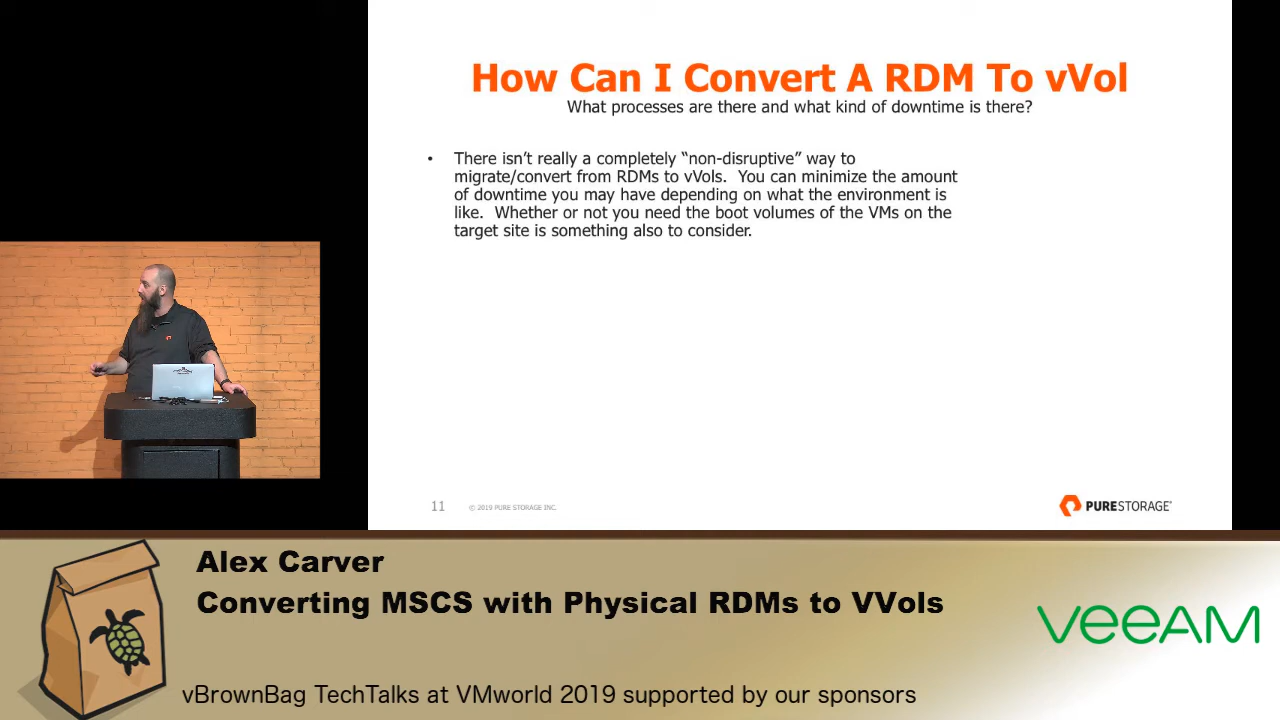 How Can I Convert A RDM To vVol
What processes are there and what kind of downtime is there?
• There isn't really a completely “non-disruptive” way to
migrate/convert from RDMs to vVols.  You can minimize the amount
of downtime you may have depending on what the environment is
like.  Whether or not you need the boot volumes of the VMs on the
target site is something also to consider.
11
© 2019 PURE STORAGE INC.
PURESTORAGE
Alex Carver
Converting MSCS with Physical RDMs to VVols
veeAM
vBrownBag TechTalks at VMworld 2019 supported by our sponsors